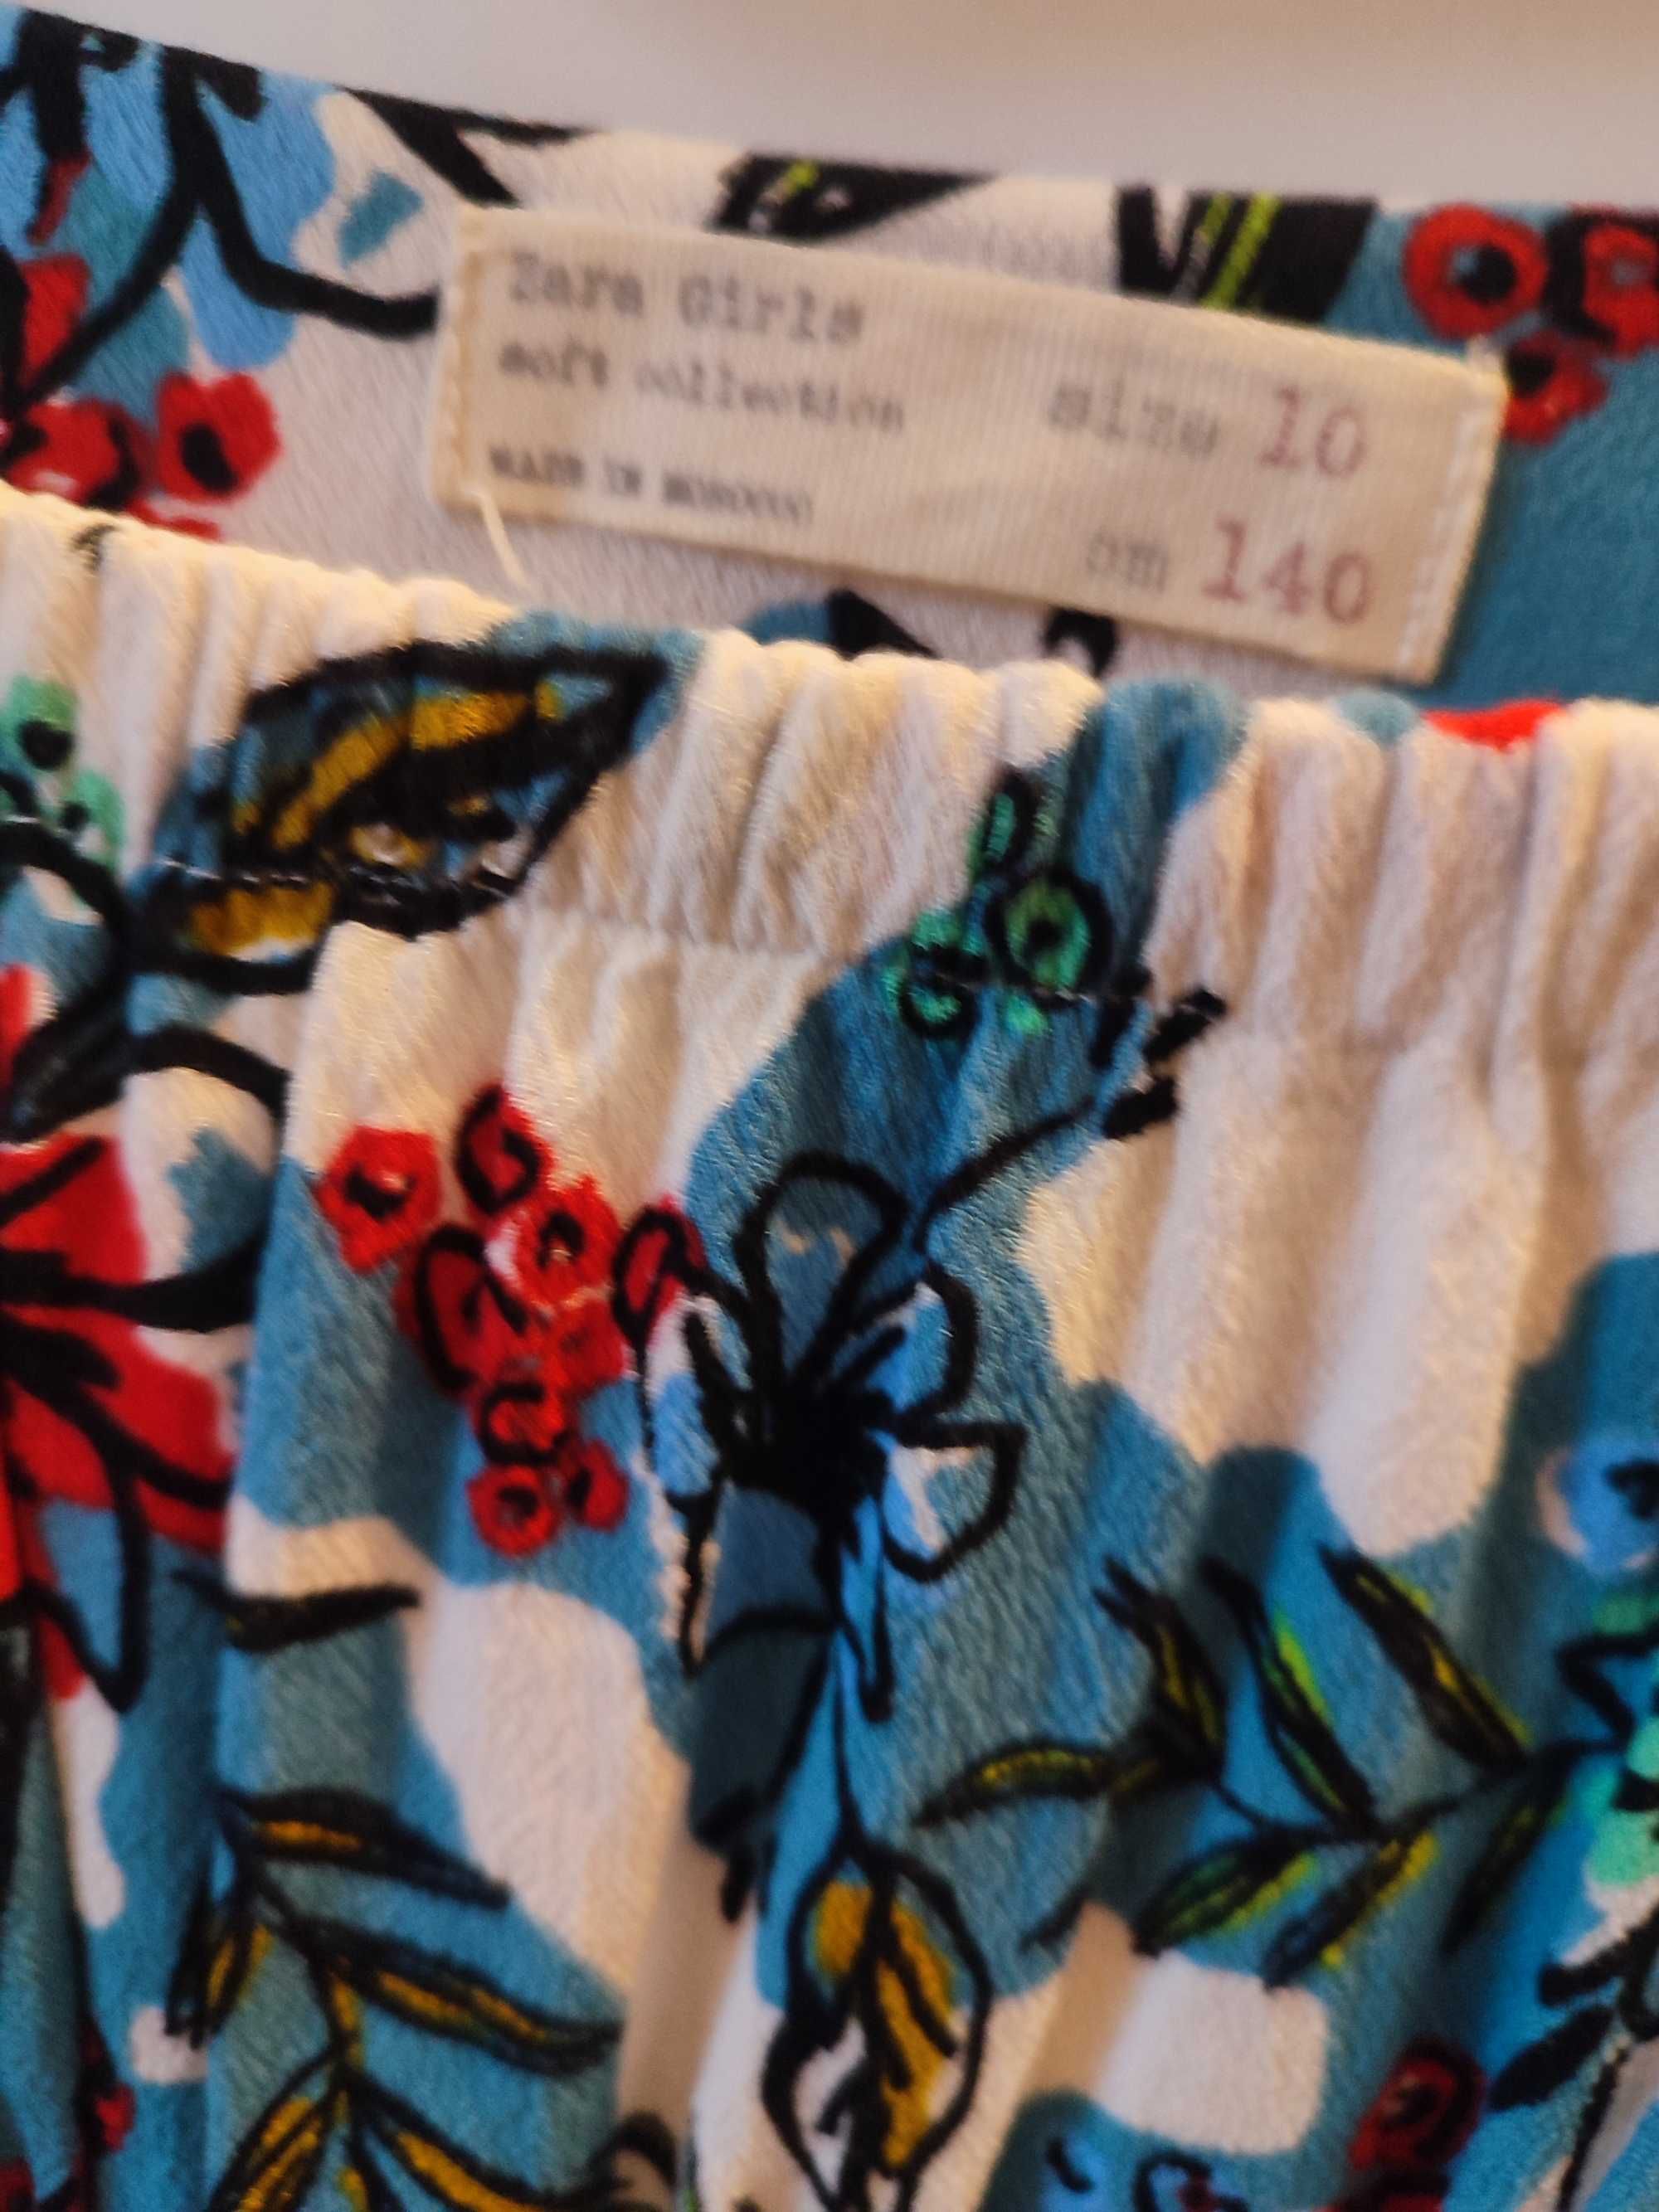 Zara Girls
soft collection
MADE IN MOROCCO
size 10
cm 140